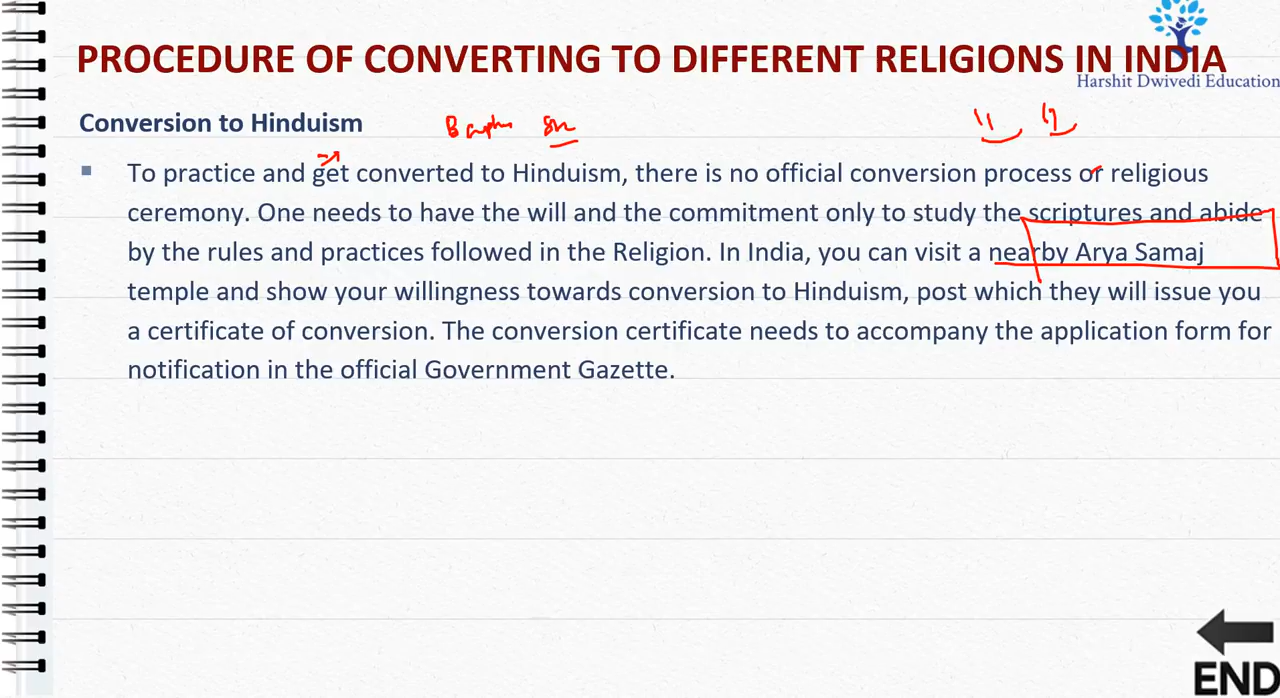 PROCEDURE OF CONVERTING TO DIFFERENT RELIGIONS IN INDIA
Harshit Dwivedi Education
Conversion to Hinduism
▪ To practice and get converted to Hinduism, there is no official conversion process or religious
ceremony. One needs to have the will and the commitment only to study the scriptures and abide
by the rules and practices followed in the Religion. In India, you can visit a nearby Arya Samaj
temple and show your willingness towards conversion to Hinduism, post which they will issue you
a certificate of conversion. The conversion certificate needs to accompany the application form for
notification in the official Government Gazette.
END